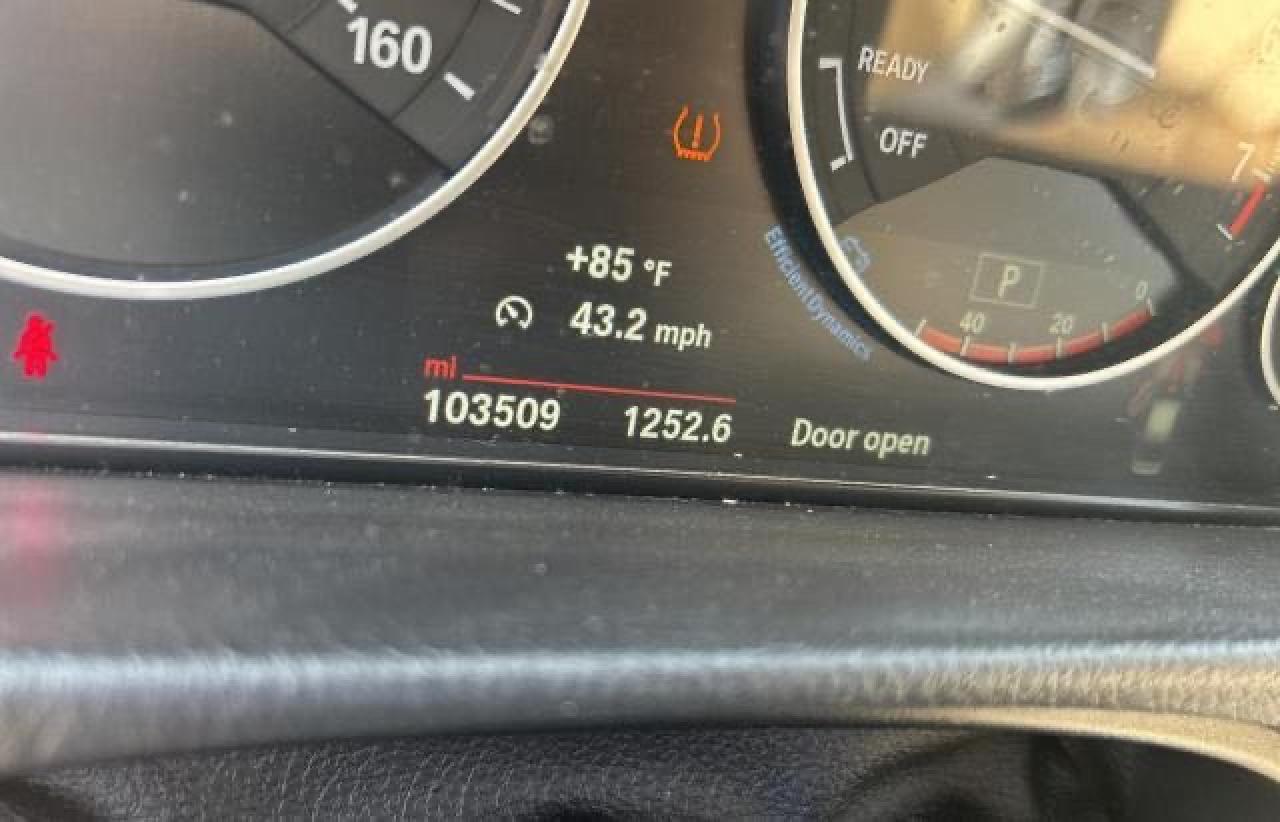 160
READY
OFF
7
+85 °F
43.2 mph
EfficientDynamics
P
40 20 0
mi
103509 1252.6 Door open